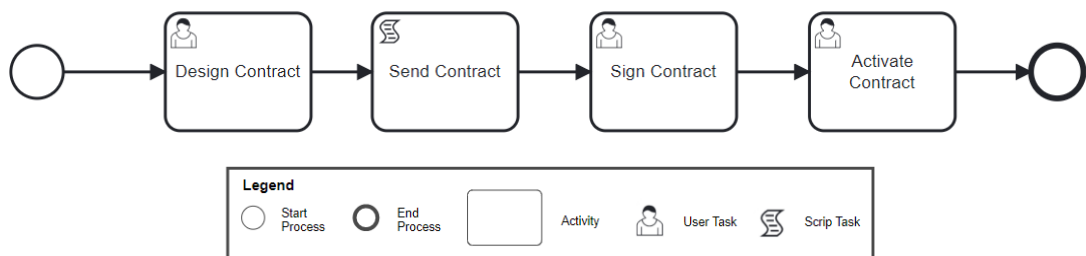 Design Contract
Send Contract
Sign Contract
Activate
Contract
Legend
Start
Process
End
Process
Activity
User Task
Scrip Task